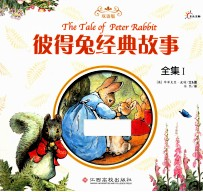 The Tale of Peter Rabbit
彼得兔经典故事
全集 I
江西高校出版社